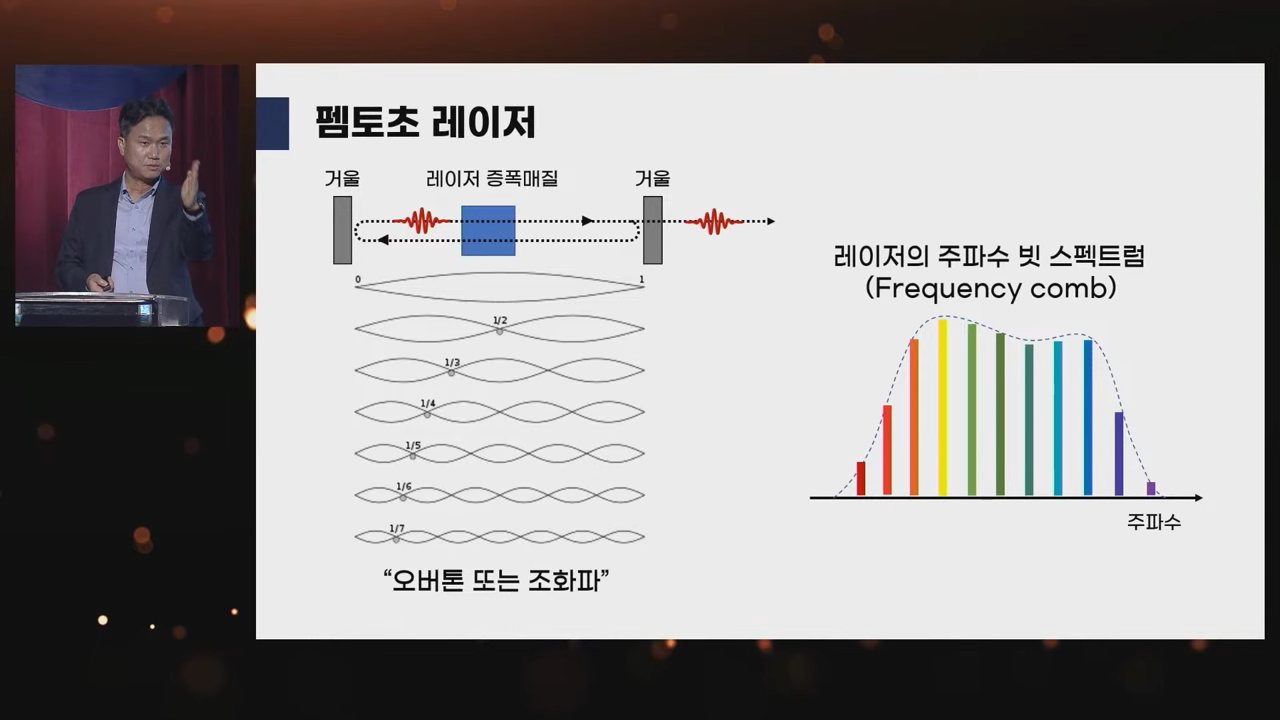 펨토초 레이저
거울
레이저 증폭매질
거울
0
1
1/2
1/3
1/4
1/5
1/6
1/7
“오버톤 또는 조화파”
레이저의 주파수 빗 스펙트럼
(Frequency comb)
주파수